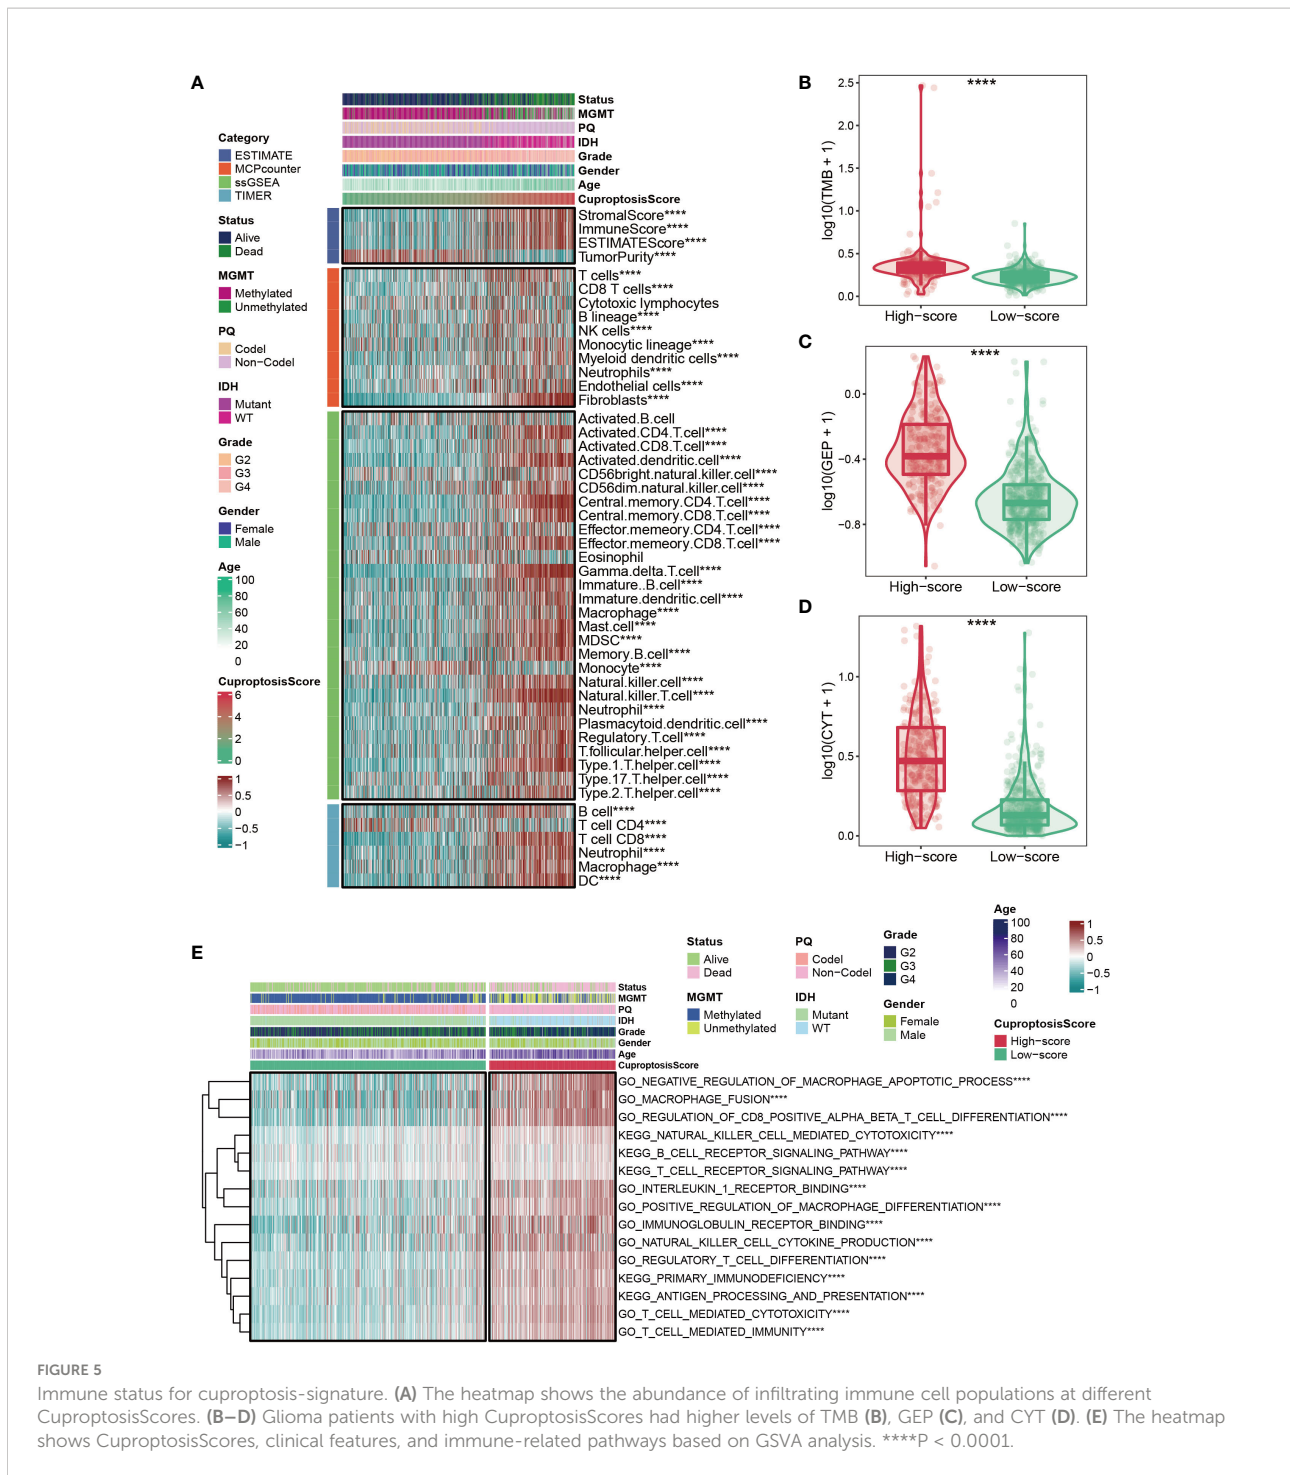 A
Status
MGMT
PQ
IDH
Grade
Gender
Age
CuproptosisScore
Category
ESTIMATE
MCPcounter
ssGSEA
TIMER
Status
Alive
Dead
MGMT
Methylated
Unmethylated
PQ
Codel
Non−Codel
IDH
Mutant
WT
Grade
G2
G3
G4
Gender
Female
Male
Age
100
80
60
40
20
0
CuproptosisScore
6
4
2
0
1
0.5
0
−0.5
−1
StromalScore****
ImmuneScore****
ESTIMATEScore****
TumorPurity****
T cells****
CD8 T cells****
Cytotoxic lymphocytes
B lineage****
NK cells****
Monocytic lineage****
Myeloid dendritic cells****
Neutrophils****
Endothelial cells****
Fibroblasts****
Activated.B.cell
Activated.CD4.T.cell****
Activated.CD8.T.cell****
Activated.dendritic.cell****
CD56bright.natural.killer.cell****
CD56dim.natural.killer.cell****
Central.memory.CD4.T.cell****
Central.memory.CD8.T.cell****
Effector.memeory.CD4.T.cell****
Effector.memeory.CD8.T.cell****
Eosinophil
Gamma.delta.T.cell****
Immature..B.cell****
Immature.dendritic.cell****
Macrophage****
Mast.cell****
MDSC****
Memory.B.cell****
Monocyte****
Natural.killer.cell****
Natural.killer.T.cell****
Neutrophil****
Plasmacytoid.dendritic.cell****
Regulatory.T.cell****
T.follicular.helper.cell****
Type.1.T.helper.cell****
Type.17.T.helper.cell****
Type.2.T.helper.cell****
B cell****
T cell CD4****
T cell CD8****
Neutrophil****
Macrophage****
DC****
B
****
log10(TMB + 1)
2.5
2.0
1.5
1.0
0.5
0.0
High−score Low−score
C
****
log10(GEP + 1)
0.0
−0.4
−0.8
High−score Low−score
D
****
log10(CYT + 1)
1.0
0.5
0.0
High−score Low−score
E
Status
Alive
Dead
MGMT
Methylated
Unmethylated
PQ
Codel
Non−Codel
IDH
Mutant
WT
Grade
G2
G3
G4
Gender
Female
Male
Age
100
80
60
40
20
0
1
0.5
0
−0.5
−1
CuproptosisScore
High−score
Low−score
Status
MGMT
PQ
IDH
Grade
Gender
Age
CuproptosisScore
GO_NEGATIVE_REGULATION_OF_MACROPHAGE_APOPTOTIC_PROCESS****
GO_MACROPHAGE_FUSION****
GO_REGULATION_OF_CD8_POSITIVE_ALPHA_BETA_T_CELL_DIFFERENTIATION****
KEGG_NATURAL_KILLER_CELL_MEDIATED_CYTOTOXICITY****
KEGG_B_CELL_RECEPTOR_SIGNALING_PATHWAY****
KEGG_T_CELL_RECEPTOR_SIGNALING_PATHWAY****
GO_INTERLEUKIN_1_RECEPTOR_BINDING****
GO_POSITIVE_REGULATION_OF_MACROPHAGE_DIFFERENTIATION****
GO_IMMUNOGLOBULIN_RECEPTOR_BINDING****
GO_NATURAL_KILLER_CELL_CYTOKINE_PRODUCTION****
GO_REGULATORY_T_CELL_DIFFERENTIATION****
KEGG_PRIMARY_IMMUNODEFICIENCY****
KEGG_ANTIGEN_PROCESSING_AND_PRESENTATION****
GO_T_CELL_MEDIATED_CYTOTOXICITY****
GO_T_CELL_MEDIATED_IMMUNITY****
FIGURE 5
Immune status for cuproptosis-signature. (A) The heatmap shows the abundance of infiltrating immune cell populations at different
CuproptosisScores. (B–D) Glioma patients with high CuproptosisScores had higher levels of TMB (B), GEP (C), and CYT (D). (E) The heatmap
shows CuproptosisScores, clinical features, and immune-related pathways based on GSVA analysis. ****P < 0.0001.